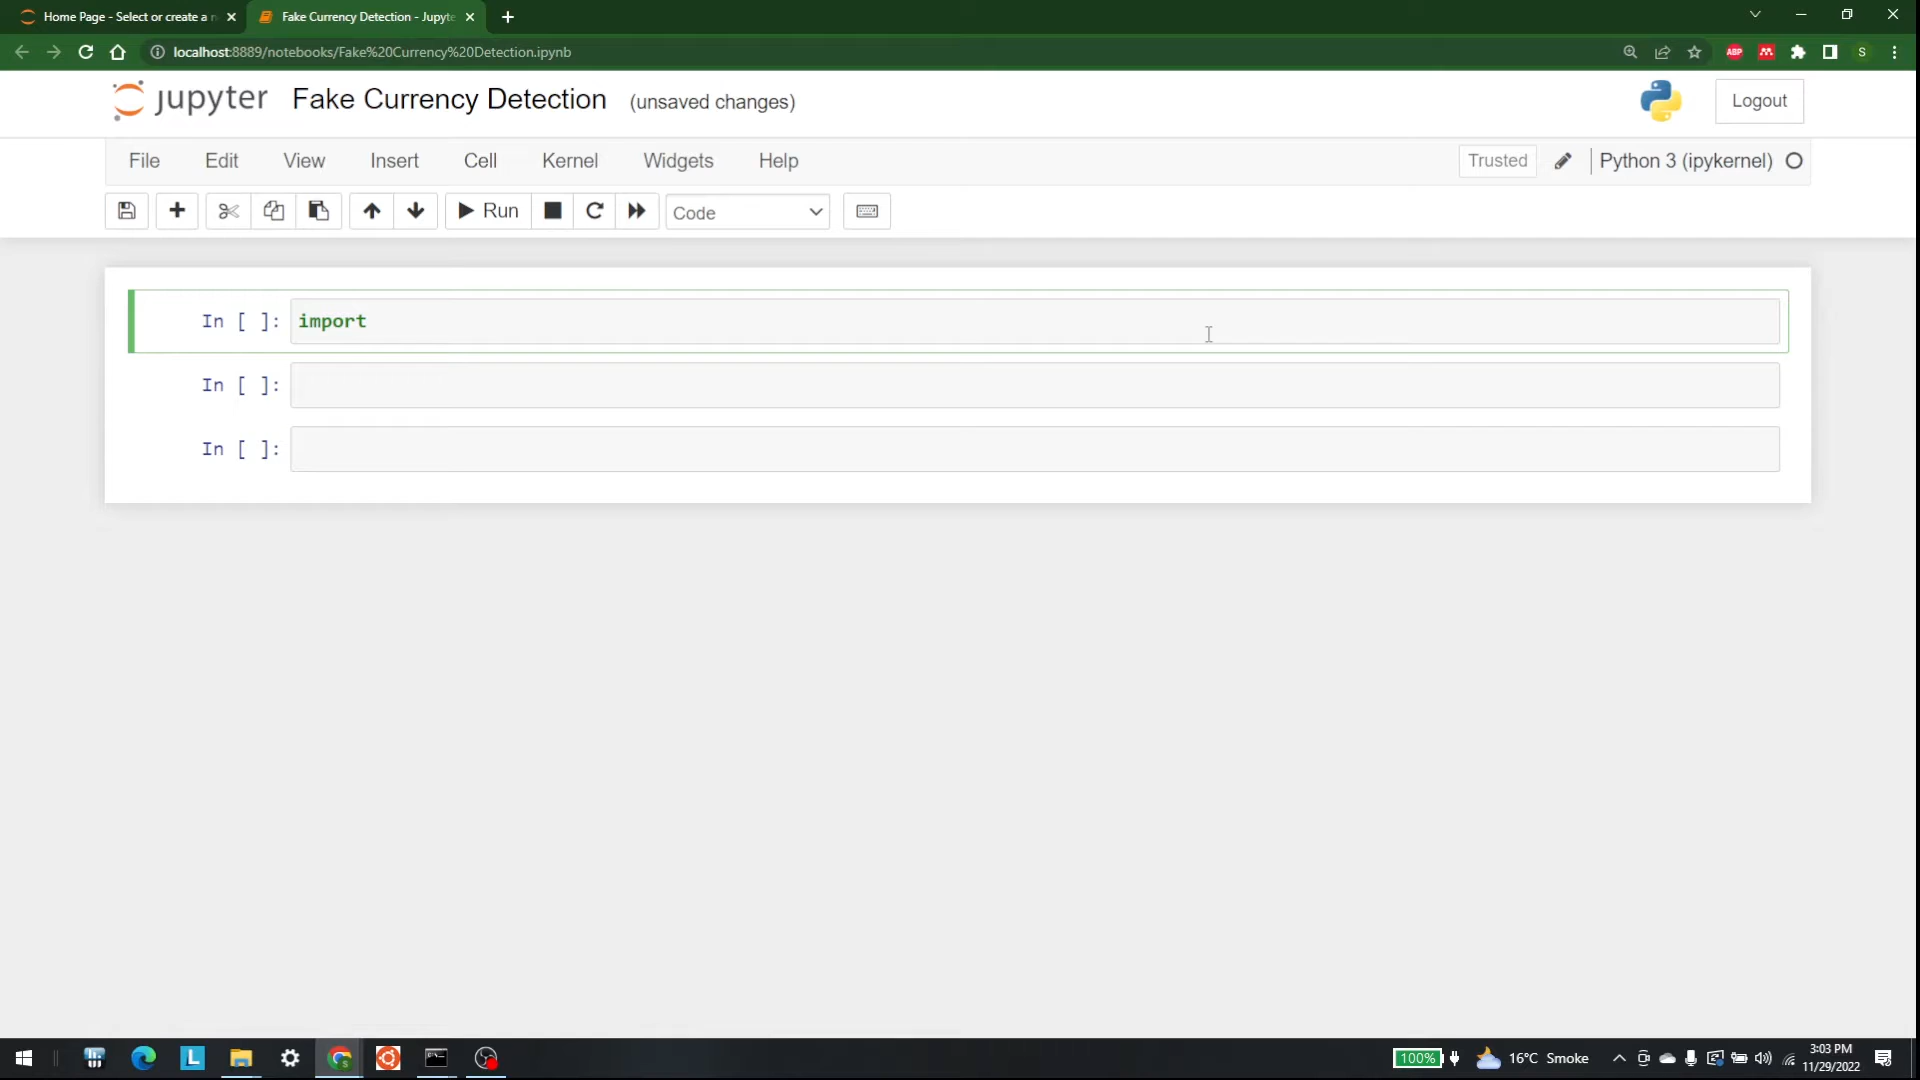 Home Page - Select or create a n
Fake Currency Detection - Jupyte
localhost:8889/notebooks/Fake%20Currency%20Detection.ipynb
ABP
S
jupyter Fake Currency Detection (unsaved changes)
Logout
File Edit View Insert Cell Kernel Widgets Help
Trusted
Python 3 (ipykernel)
Run
Code
In [ ]: import
In [ ]:
In [ ]:
L
100%
16°C Smoke
3:03 PM
11/29/2022